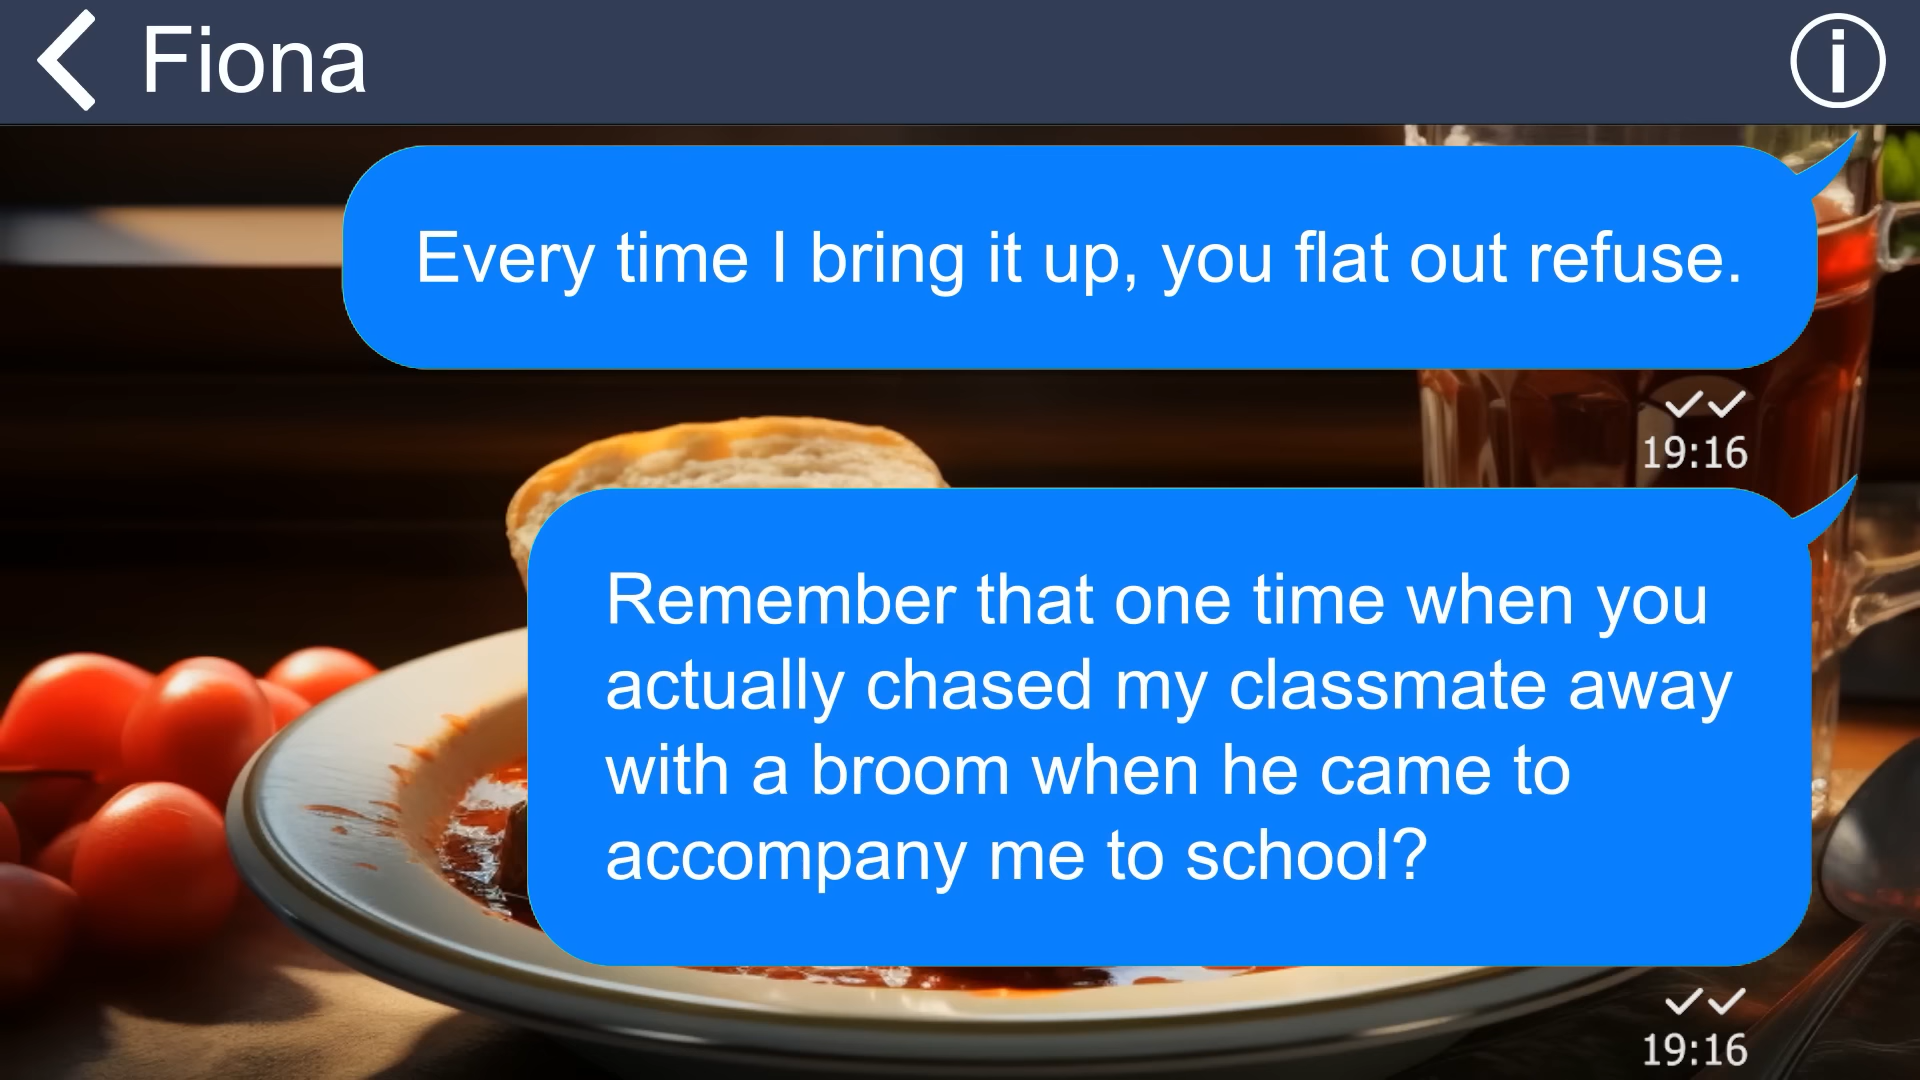 Fiona
Every time I bring it up, you flat out refuse.
19:16
Remember that one time when you
actually chased my classmate away
with a broom when he came to
accompany me to school?
19:16